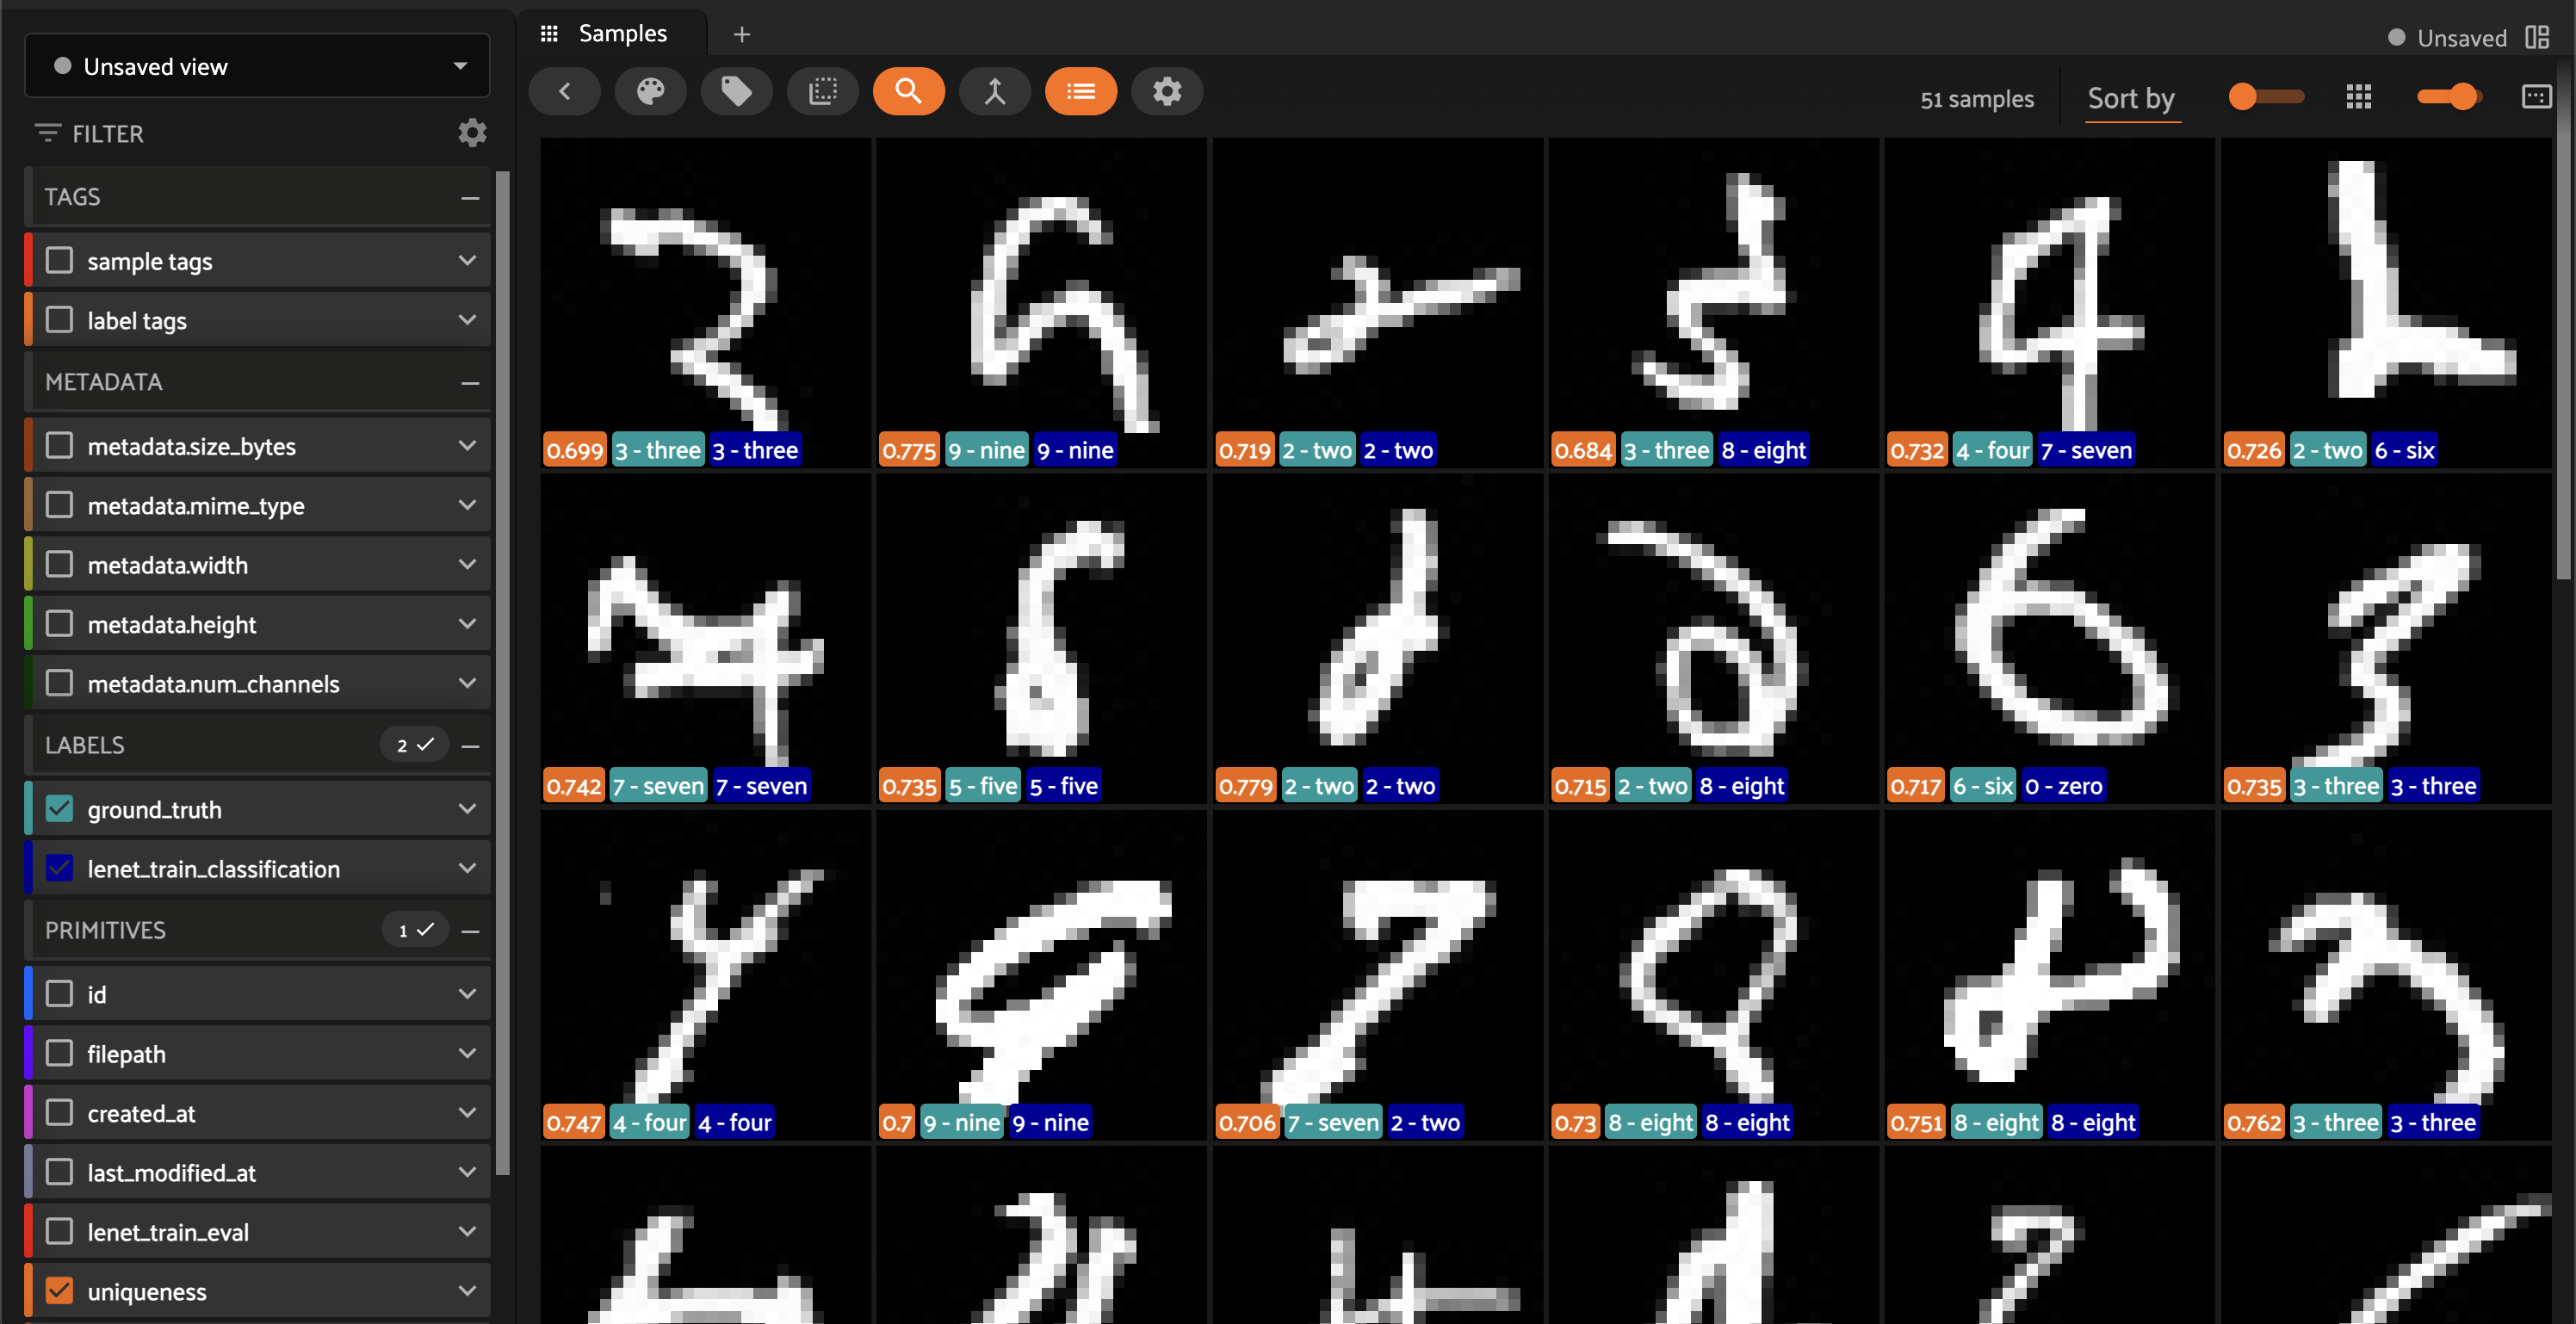 Unsaved view
Samples
Unsaved
51 samples
Sort by
FILTER
TAGS
sample tags
label tags
METADATA
metadata.size_bytes
metadata.mime_type
metadata.width
metadata.height
metadata.num_channels
LABELS
2
ground_truth
lenet_train_classification
PRIMITIVES
1
id
filepath
created_at
last_modified_at
lenet_train_eval
uniqueness
0.699 3 - three 3 - three
0.775 9 - nine 9 - nine
0.719 2 - two 2 - two
0.684 3 - three 8 - eight
0.732 4 - four 7 - seven
0.726 2 - two 6 - six
0.742 7 - seven 7 - seven
0.735 5 - five 5 - five
0.779 2 - two 2 - two
0.715 2 - two 8 - eight
0.717 6 - six 0 - zero
0.735 3 - three 3 - three
0.747 4 - four 4 - four
0.7 9 - nine 9 - nine
0.706 7 - seven 2 - two
0.73 8 - eight 8 - eight
0.751 8 - eight 8 - eight
0.762 3 - three 3 - three